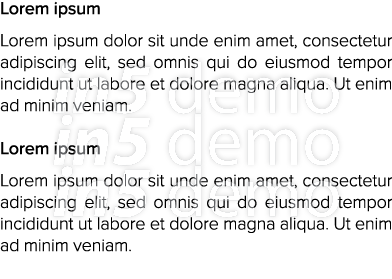 Lorem ipsum
Lorem ipsum dolor sit unde enim amet, consectetur
adipiscing elit, sed omnis qui do eiusmod tempor
incididunt ut labore et dolore magna aliqua. Ut enim
ad minim veniam.
in5 demo
in5 demo
Lorem ipsum
Lorem ipsum dolor sit unde enim amet, consectetur
adipiscing elit, sed omnis qui do eiusmod tempor
incididunt ut labore et dolore magna aliqua. Ut enim
ad minim veniam.
in5 demo